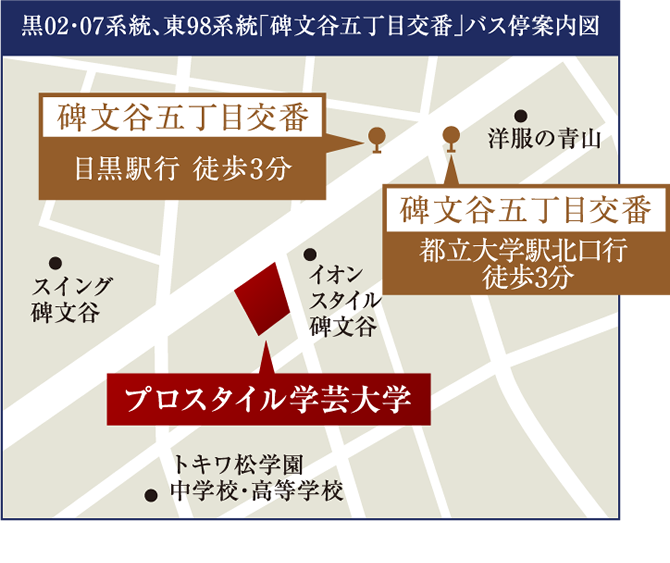 黒02・07系統、東98系統「碑文谷五丁目交番」バス停案内図
碑文谷五丁目交番
目黒駅行 徒歩3分
洋服の青山
碑文谷五丁目交番
都立大学駅北口行
徒歩3分
スイング
碑文谷
イオン
スタイル
碑文谷
プロスタイル学芸大学
トキワ松学園
中学校・高等学校